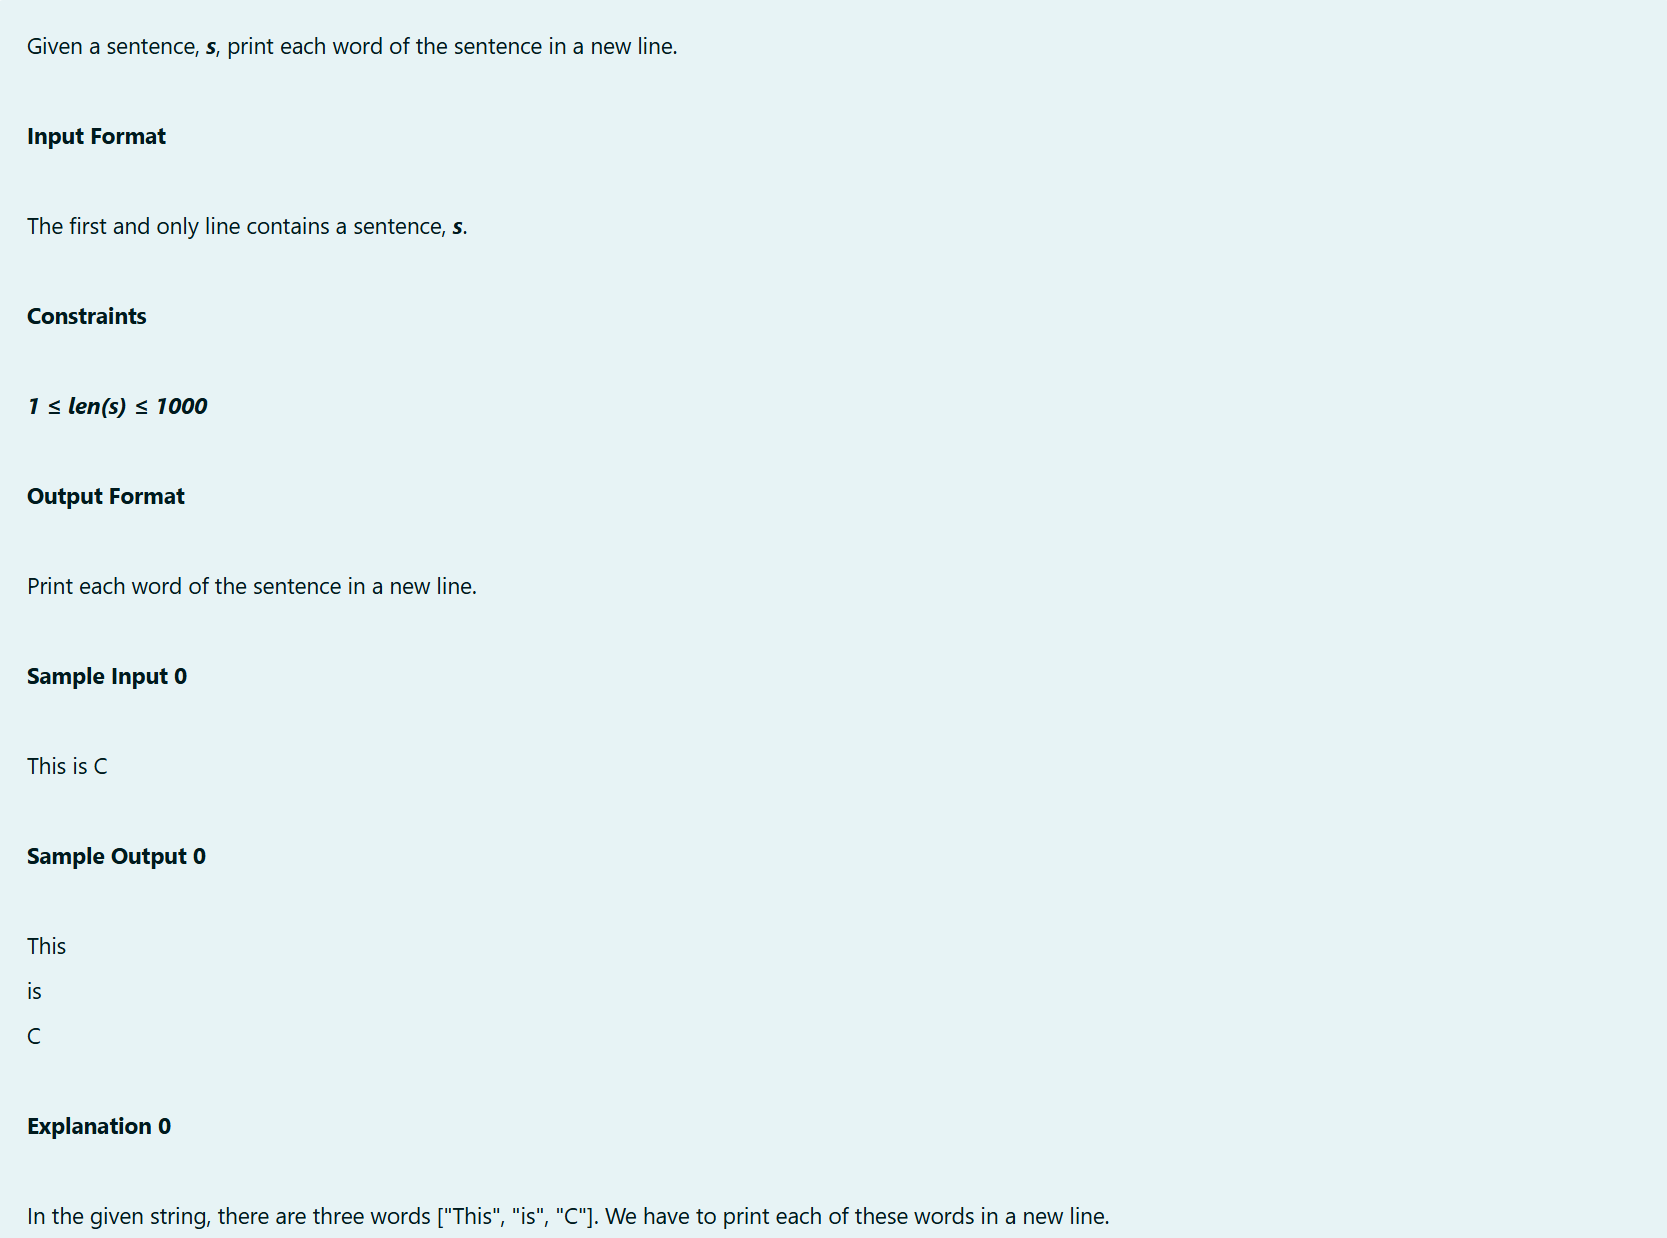 Given a sentence, s, print each word of the sentence in a new line.
Input Format
The first and only line contains a sentence, s.
Constraints
1 ≤ len(s) ≤ 1000
Output Format
Print each word of the sentence in a new line.
Sample Input 0
This is C
Sample Output 0
This
is
C
Explanation 0
In the given string, there are three words ["This", "is", "C"]. We have to print each of these words in a new line.